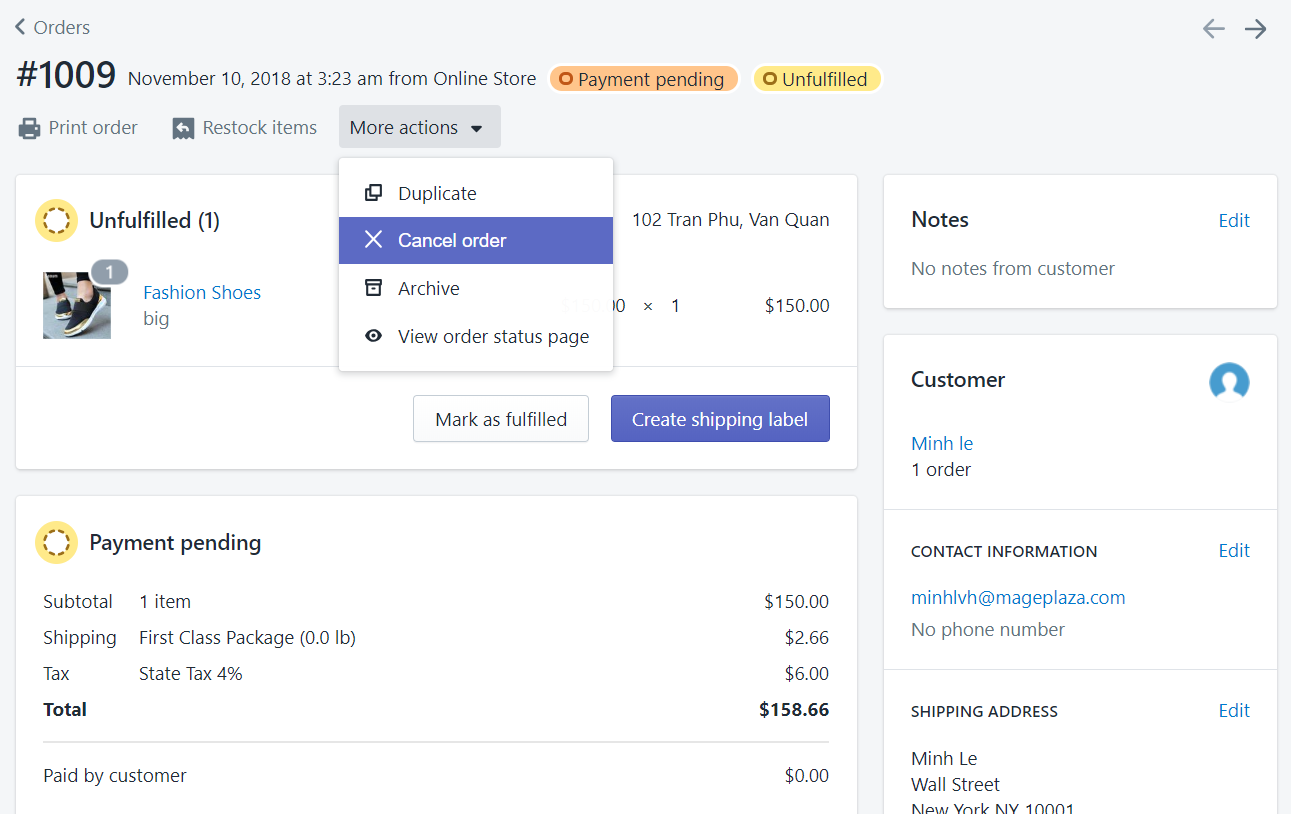 Orders
#1009 November 10, 2018 at 3:23 am from Online Store Payment pending Unfulfilled
Print order Restock items More actions
Duplicate
Cancel order
Archive
View order status page
Unfulfilled (1) 102 Tran Phu, Van Quan
1
Fashion Shoes
big
$150.00 × 1 $150.00
Mark as fulfilled Create shipping label
Payment pending
Subtotal 1 item $150.00
Shipping First Class Package (0.0 lb) $2.66
Tax State Tax 4% $6.00
Total $158.66
Paid by customer $0.00
Notes Edit
No notes from customer
Customer
Minh le
1 order
CONTACT INFORMATION Edit
minhlvh@mageplaza.com
No phone number
SHIPPING ADDRESS Edit
Minh Le
Wall Street
New York NY 10001